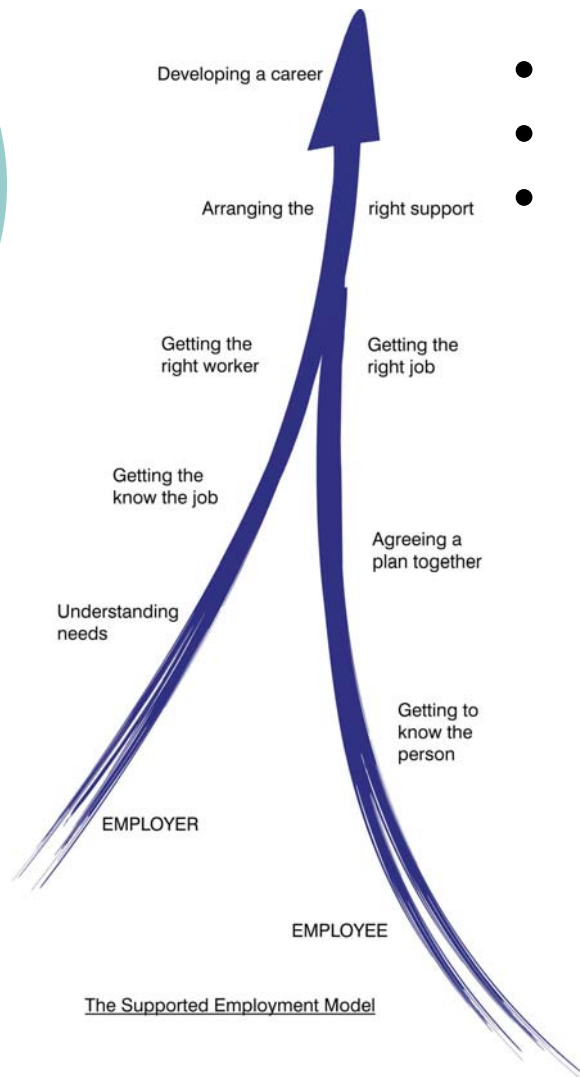 Developing a career
Arranging the right support
Getting the
right worker
Getting the
right job
Getting the
know the job
Agreeing a
plan together
Understanding
needs
Getting to
know the
person
EMPLOYER
EMPLOYEE
The Supported Employment Model